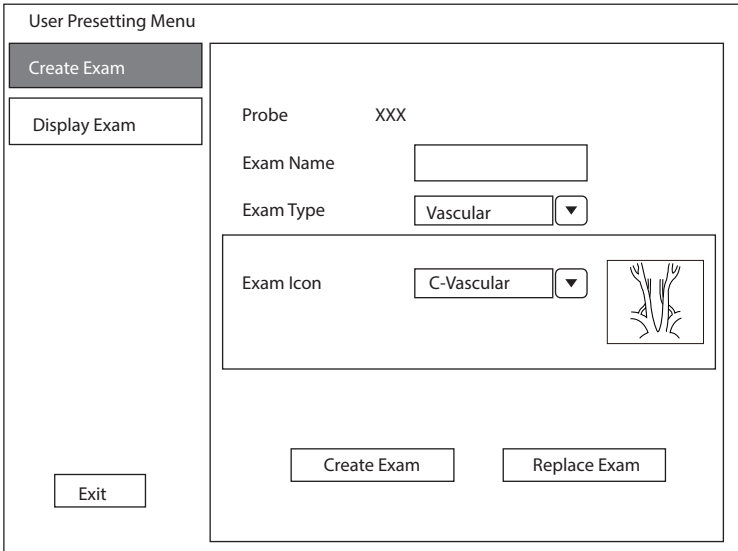 User Presetting Menu
Create Exam
Display Exam
Probe XXX
Exam Name
Exam Type Vascular
Exam Icon C-Vascular
Create Exam Replace Exam
Exit